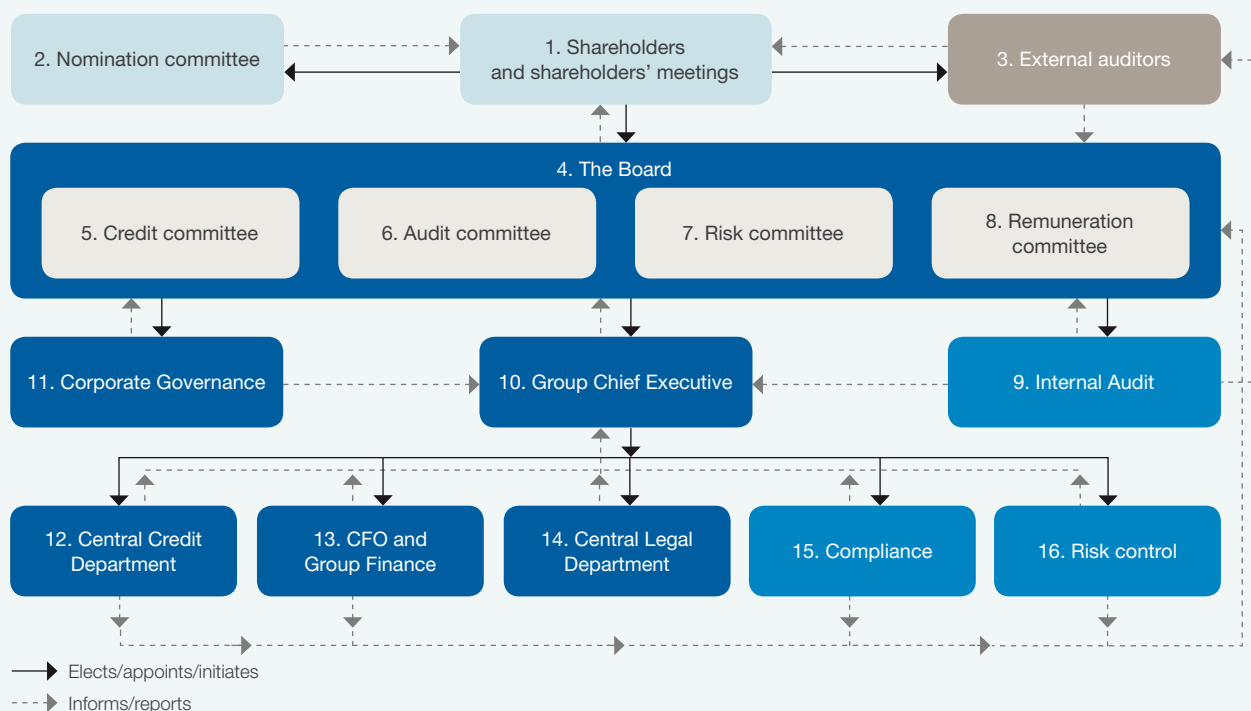 2. Nomination committee
1. Shareholders
and shareholders’ meetings
3. External auditors
4. The Board
5. Credit committee
6. Audit committee
7. Risk committee
8. Remuneration
committee
11. Corporate Governance
10. Group Chief Executive
9. Internal Audit
12. Central Credit
Department
13. CFO and
Group Finance
14. Central Legal
Department
15. Compliance
16. Risk control
Elects/appoints/initiates
Informs/reports